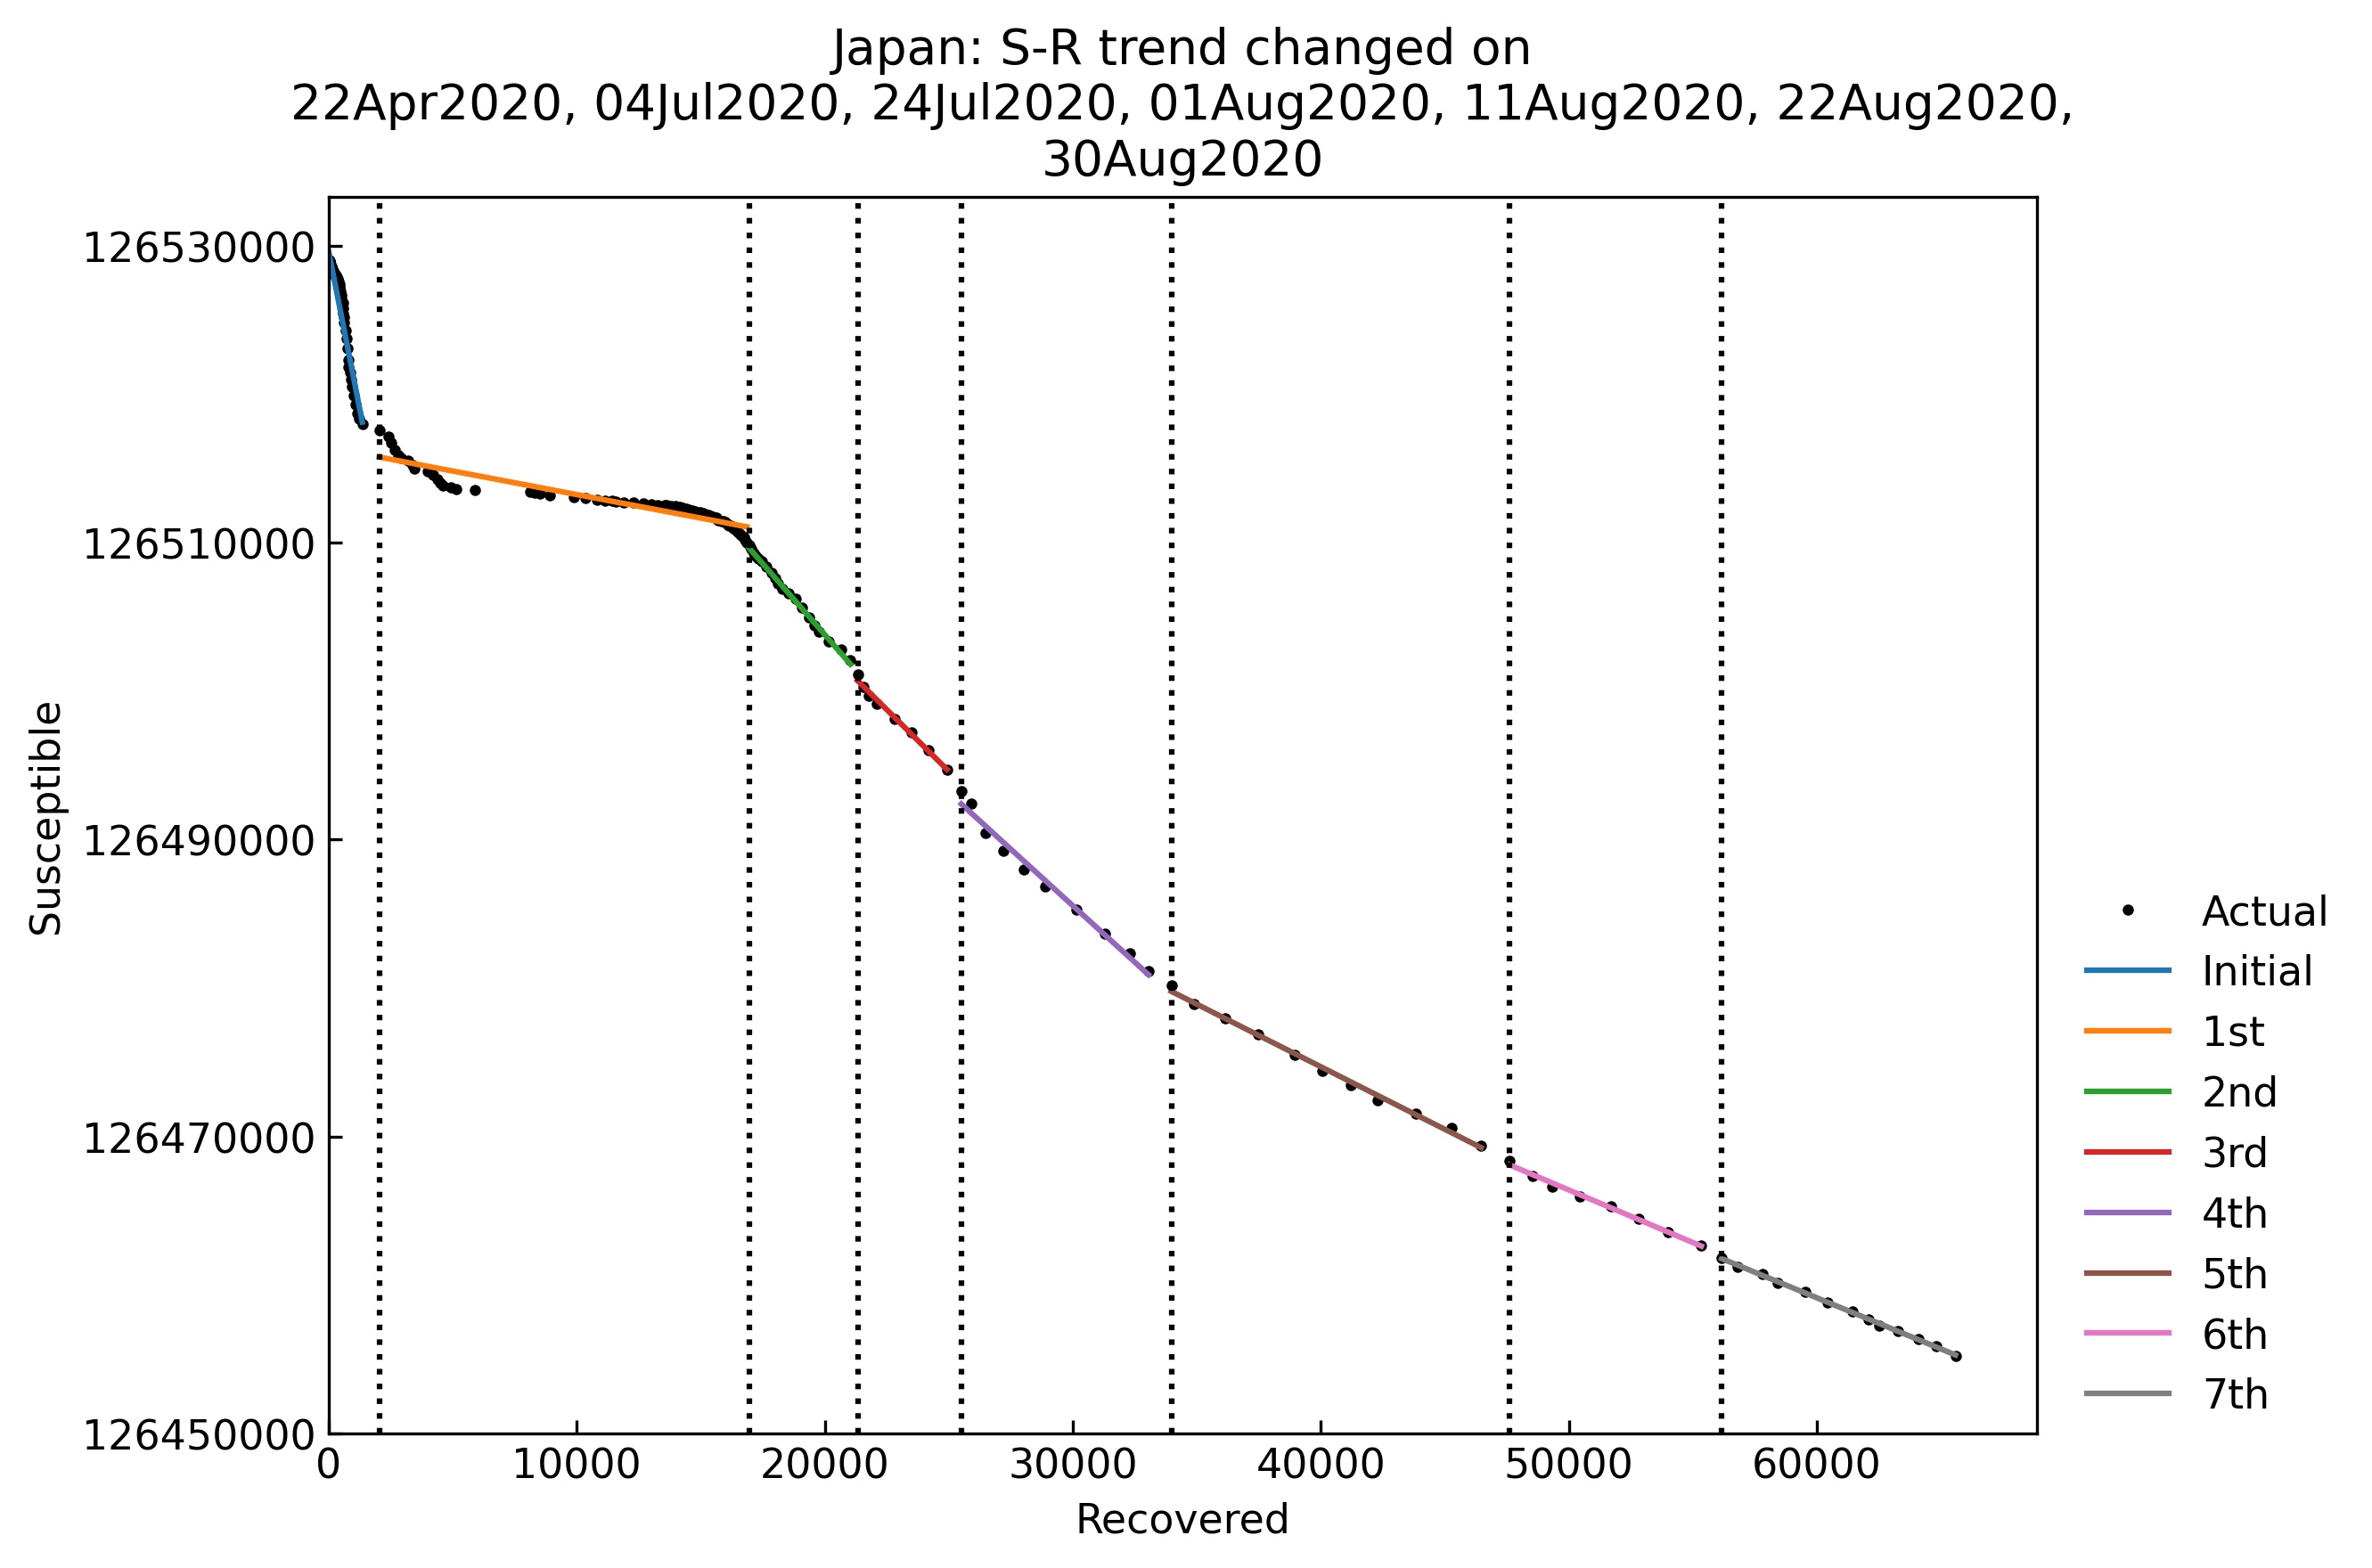 Japan: S-R trend changed on
22Apr2020, 04Jul2020, 24Jul2020, 01Aug2020, 11Aug2020, 22Aug2020,
30Aug2020
126530000
126510000
126490000
126470000
126450000
Susceptible
0 10000 20000 30000 40000 50000 60000
Recovered
Actual
Initial
1st
2nd
3rd
4th
5th
6th
7th